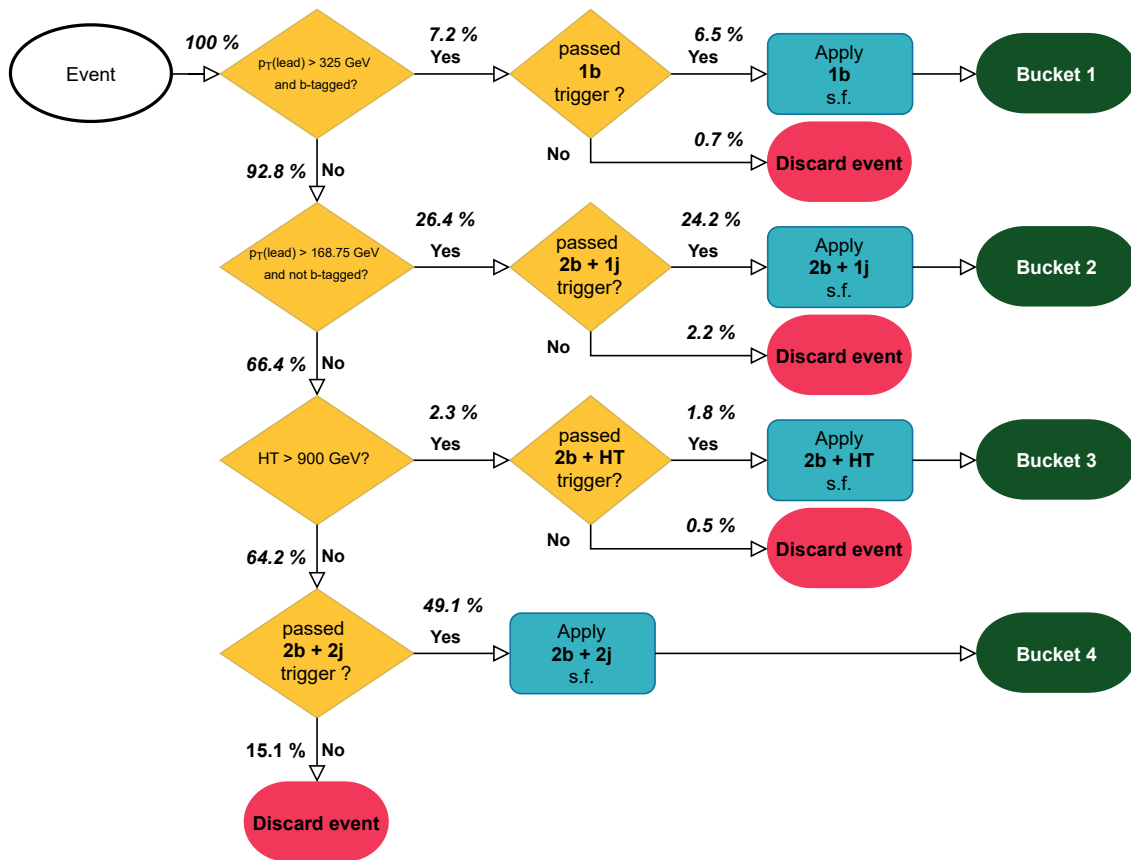 100 %
7.2 %
6.5 %
Event
p_T(lead) > 325 GeV
and b-tagged?
Yes
passed
1b
trigger ?
Yes
Apply
1b
s.f.
Bucket 1
No
0.7 %
Discard event
92.8 %
No
26.4 %
24.2 %
p_T(lead) > 168.75 GeV
and not b-tagged?
Yes
passed
2b + 1j
trigger?
Yes
Apply
2b + 1j
s.f.
Bucket 2
No
2.2 %
Discard event
66.4 %
No
2.3 %
1.8 %
HT > 900 GeV?
Yes
passed
2b + HT
trigger?
Yes
Apply
2b + HT
s.f.
Bucket 3
No
0.5 %
Discard event
64.2 %
No
49.1 %
passed
2b + 2j
trigger ?
Yes
Apply
2b + 2j
s.f.
Bucket 4
15.1 %
No
Discard event